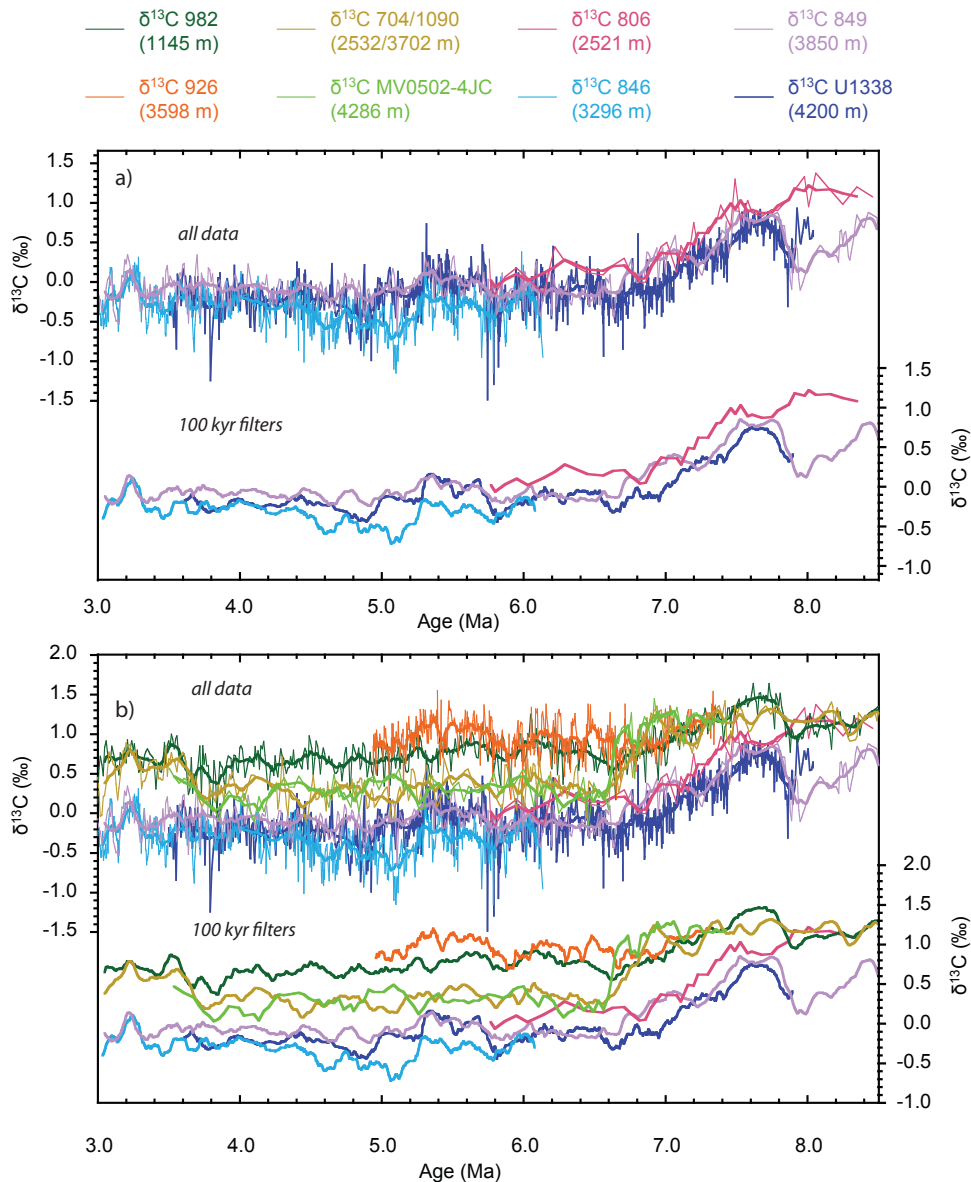 δ¹³C 982
(1145 m)
δ¹³C 704/1090
(2532/3702 m)
δ¹³C 806
(2521 m)
δ¹³C 849
(3850 m)
δ¹³C 926
(3598 m)
δ¹³C MV0502-4JC
(4286 m)
δ¹³C 846
(3296 m)
δ¹³C U1338
(4200 m)
a)
all data
100 kyr filters
1.5
1.0
0.5
0.0
-0.5
-1.0
-1.5
δ¹³C (‰)
1.5
1.0
0.5
0.0
-0.5
-1.0
δ¹³C (‰)
3.0 4.0 5.0 6.0 7.0 8.0
Age (Ma)
b)
all data
100 kyr filters
2.0
1.5
1.0
0.5
0.0
-0.5
-1.0
-1.5
δ¹³C (‰)
2.0
1.5
1.0
0.5
0.0
-0.5
-1.0
δ¹³C (‰)
3.0 4.0 5.0 6.0 7.0 8.0
Age (Ma)